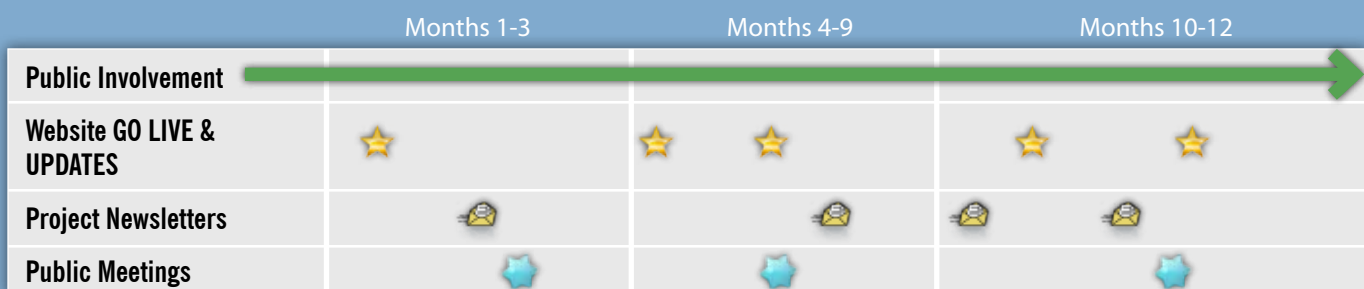 Months 1-3 Months 4-9 Months 10-12
Public Involvement
Website GO LIVE &
UPDATES
Project Newsletters
Public Meetings